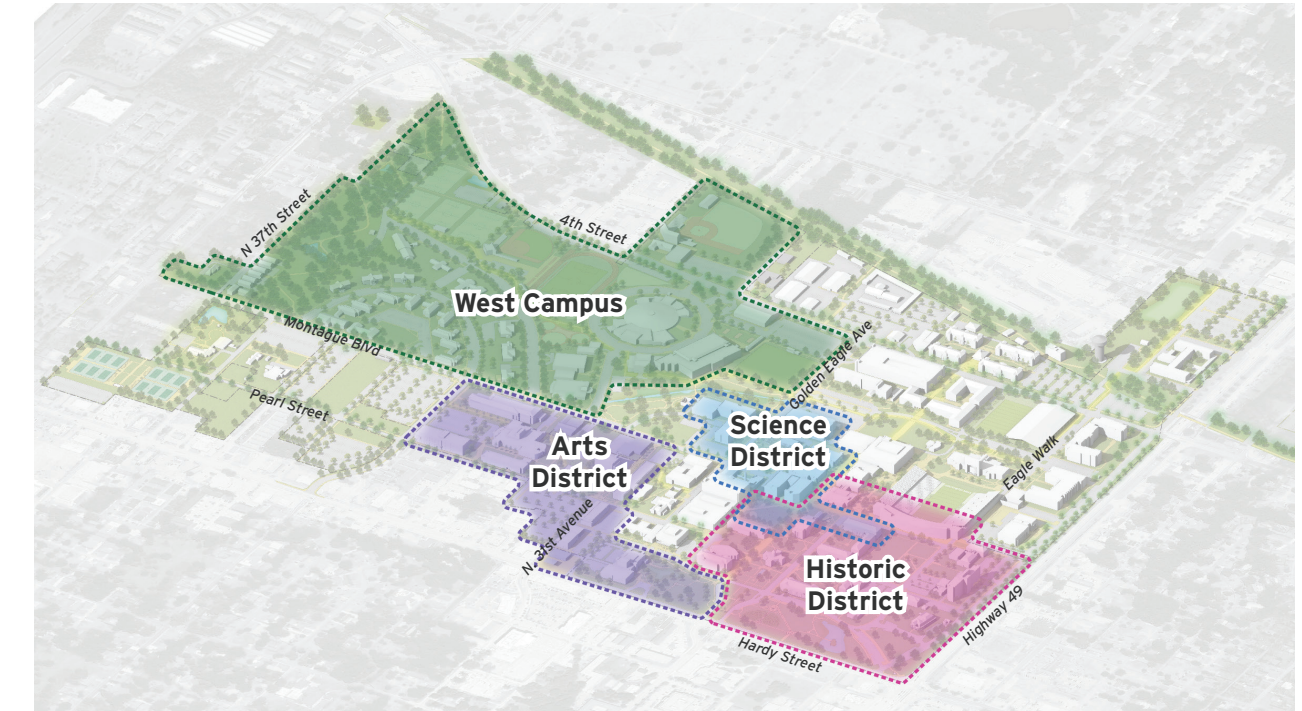 N 37th Street
4th Street
West Campus
Montague Blvd
Golden Eagle Ave
Pearl Street
Science
District
Arts
District
Eagle Walk
N. 31st Avenue
Historic
District
Highway 49
Hardy Street